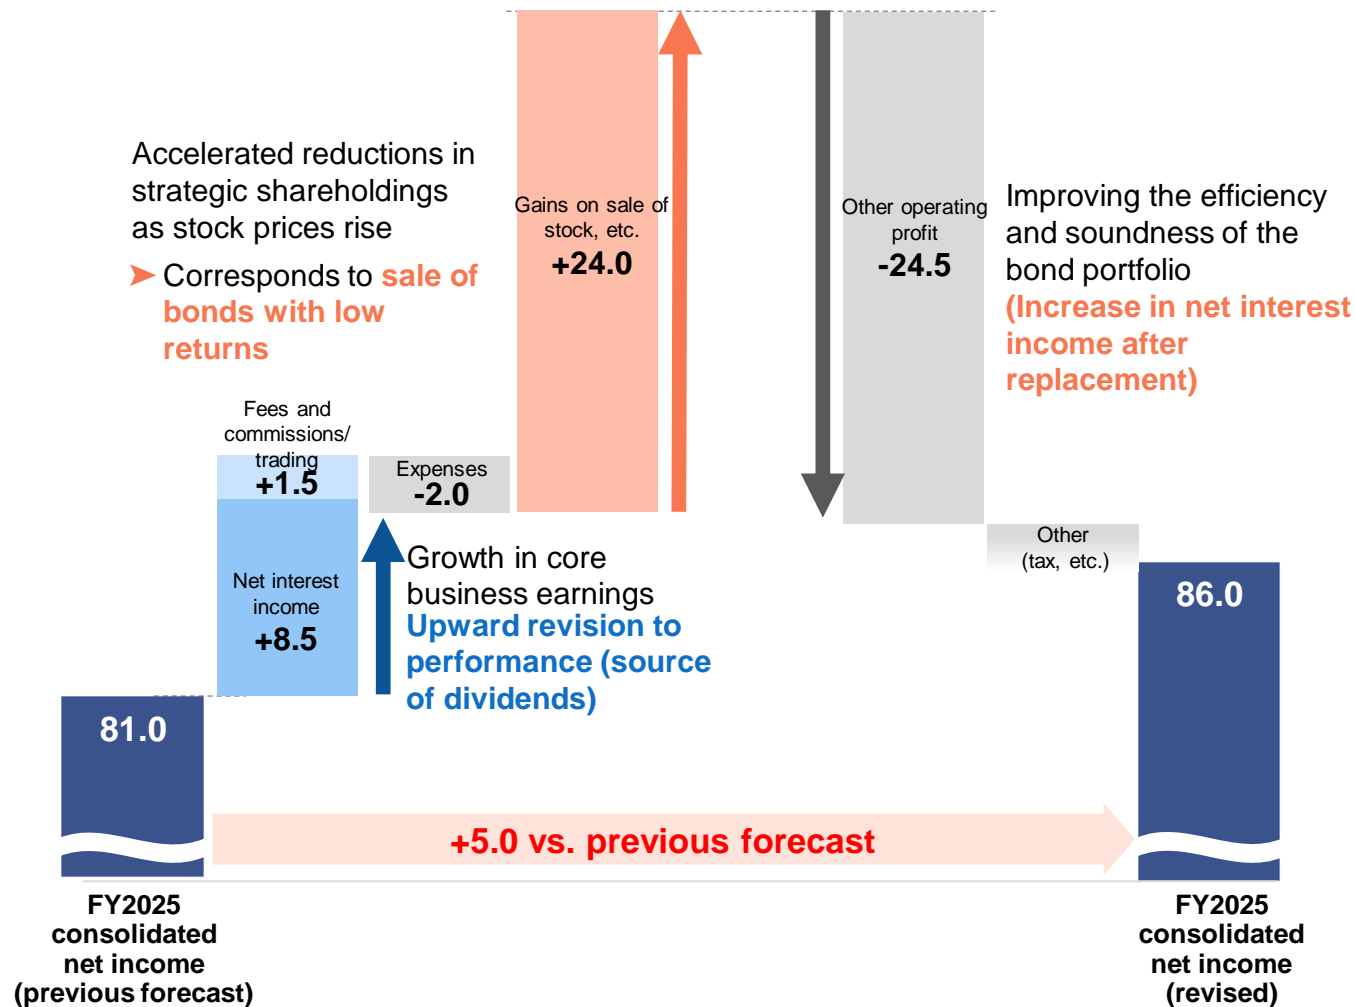 Accelerated reductions in
strategic shareholdings
as stock prices rise
➤ Corresponds to sale of
bonds with low
returns
Gains on sale of
stock, etc.
+24.0
Other operating
profit
-24.5
Improving the efficiency
and soundness of the
bond portfolio
(Increase in net interest
income after
replacement)
Fees and
commissions/
trading
+1.5
Expenses
-2.0
Net interest
income
+8.5
Growth in core
business earnings
Upward revision to
performance (source
of dividends)
Other
(tax, etc.)
81.0
86.0
+5.0 vs. previous forecast
FY2025
consolidated
net income
(previous forecast)
FY2025
consolidated
net income
(revised)